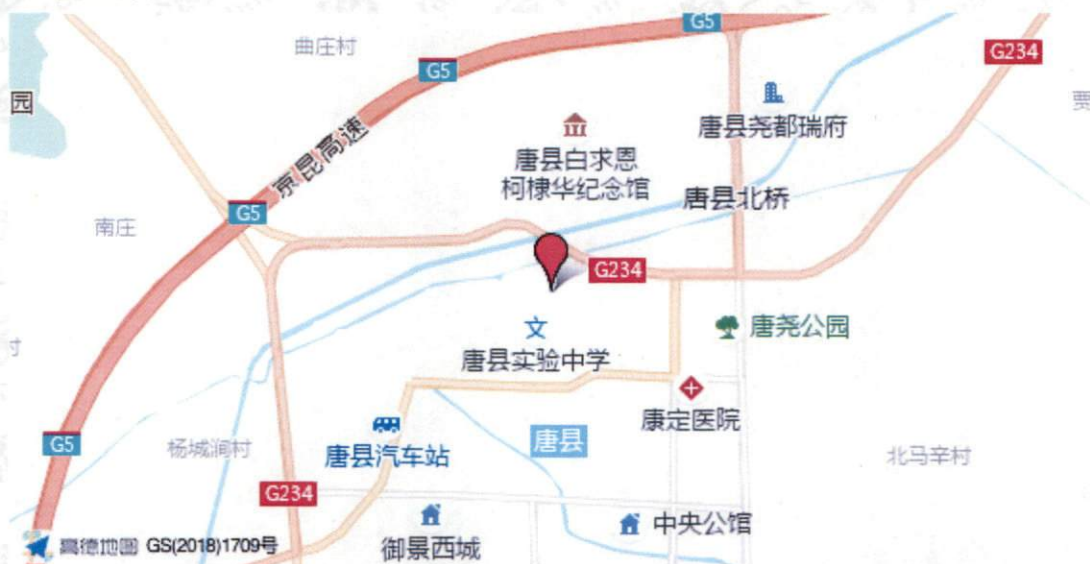 G5
曲庄村
G5
G234
园
贾
唐县尧都瑞府
京昆高速
唐县白求恩
柯棣华纪念馆
唐县北桥
G5
南庄
G234
唐尧公园
村
唐县实验中学
康定医院
G5
杨城涧村
唐县汽车站
唐县
北马辛村
G234
中央公馆
御景西城
高德地图 GS(2018)1709号